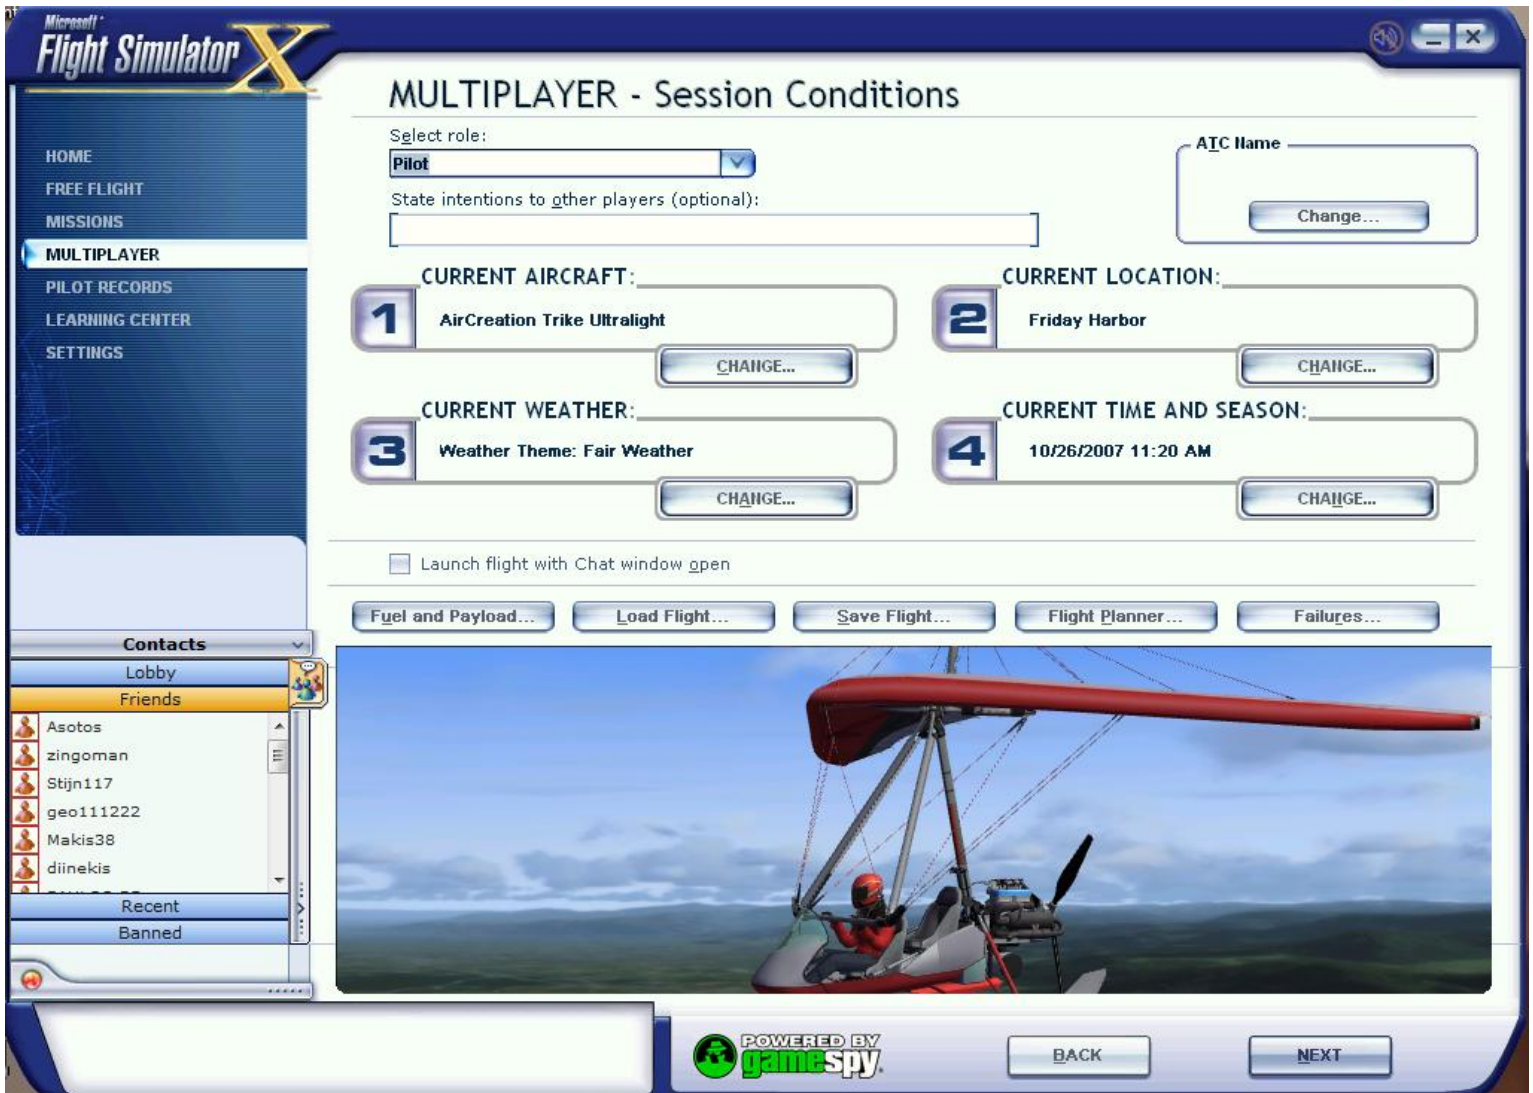 Microsoft
Flight Simulator X
MULTIPLAYER - Session Conditions
HOME
FREE FLIGHT
MISSIONS
MULTIPLAYER
PILOT RECORDS
LEARNING CENTER
SETTINGS
Select role:
Pilot
State intentions to other players (optional):
ATC Name
Change...
CURRENT AIRCRAFT:
1
AirCreation Trike Ultralight
CHANGE...
CURRENT LOCATION:
2
Friday Harbor
CHANGE...
CURRENT WEATHER:
3
Weather Theme: Fair Weather
CHANGE...
CURRENT TIME AND SEASON:
4
10/26/2007 11:20 AM
CHANGE...
Launch flight with Chat window open
Fuel and Payload...
Load Flight...
Save Flight...
Flight Planner...
Failures...
Contacts
Lobby
Friends
Asotos
zingoman
Stijn117
geo111222
Makis38
diinekis
Recent
Banned
POWERED BY
gamespy.
BACK
NEXT